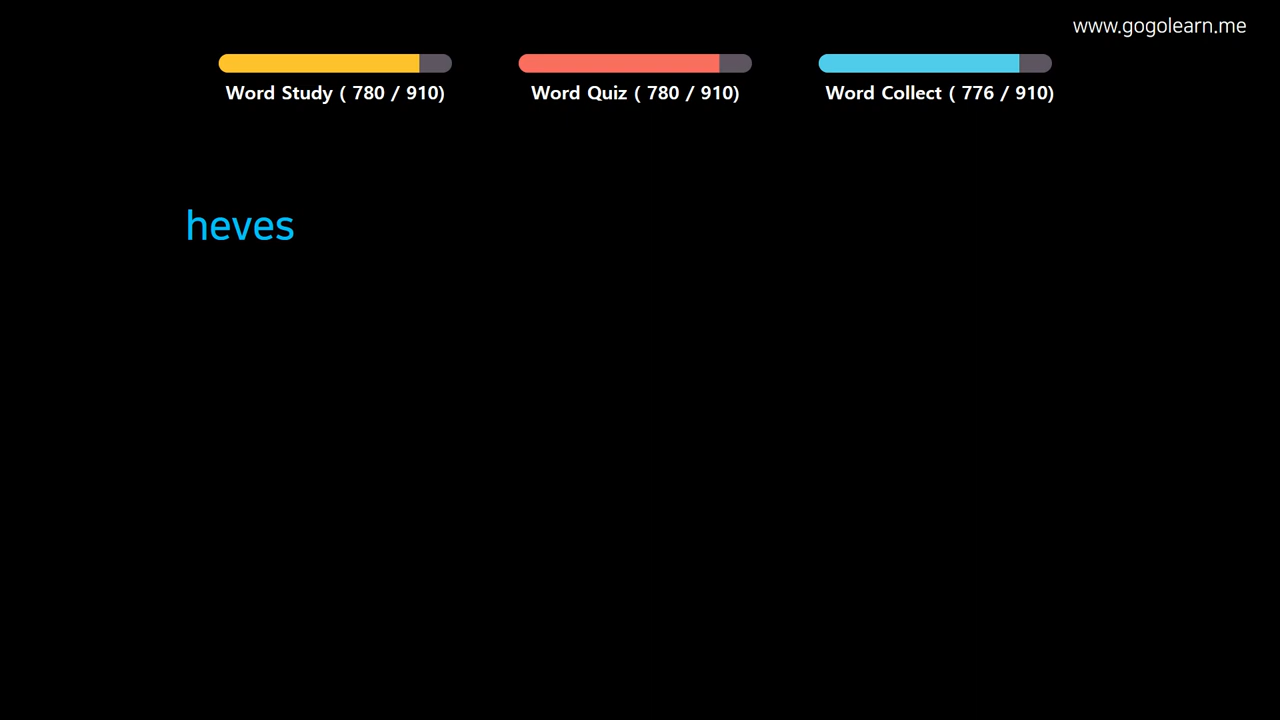 www.gogolearn.me
Word Study ( 780 / 910)
Word Quiz ( 780 / 910)
Word Collect ( 776 / 910)
heves